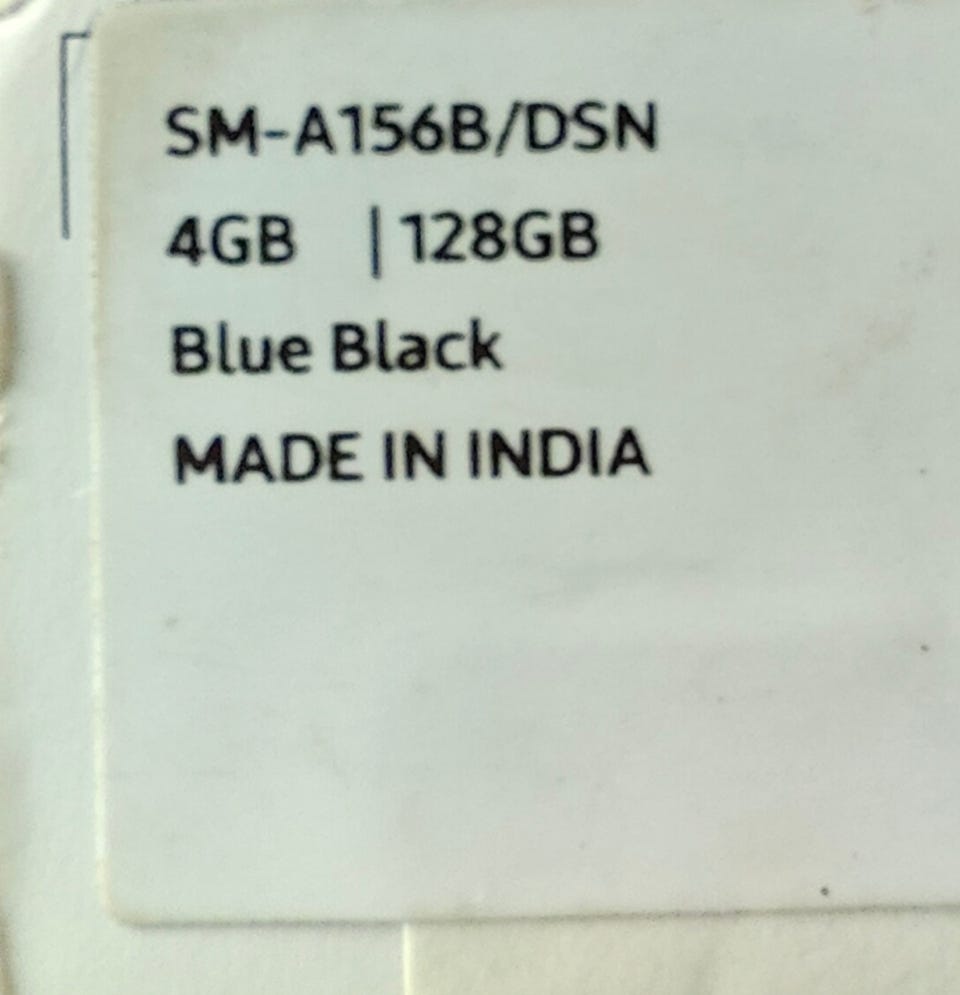 SM-A156B/DSN
4GB | 128GB
Blue Black
MADE IN INDIA